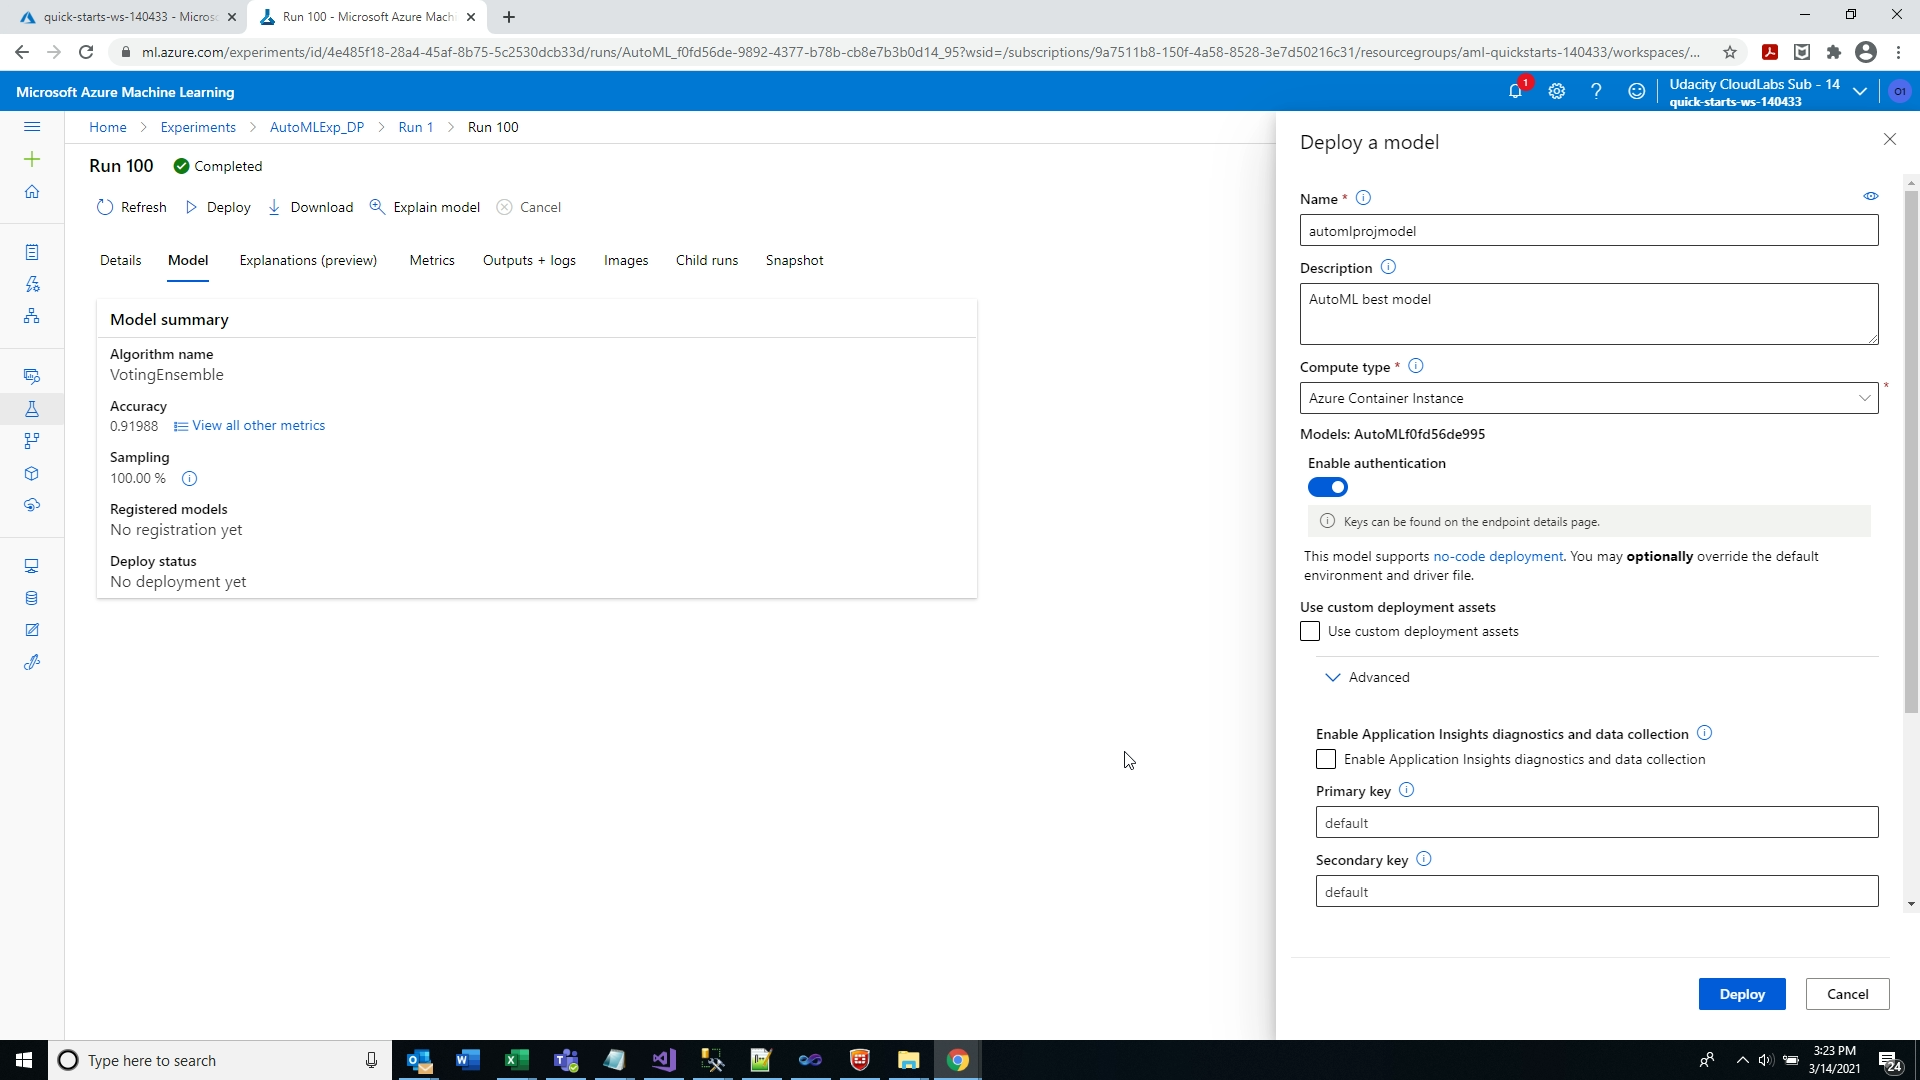 quick-starts-ws-140433 - Microso
Run 100 - Microsoft Azure Machi
ml.azure.com/experiments/id/4e485f18-28a4-45af-8b75-5c2530dcb33d/runs/AutoML_f0fd56de-9892-4377-b78b-cb8e7b3b0d14_95?wsid=/subscriptions/9a7511b8-150f-4a58-8528-3e7d50216c31/resourcegroups/aml-quickstarts-140433/workspaces/...
Microsoft Azure Machine Learning
1
Udacity CloudLabs Sub - 14
quick-starts-ws-140433
O1
Home > Experiments > AutoMLExp_DP > Run 1 > Run 100
Run 100 Completed
Refresh Deploy Download Explain model Cancel
Details Model Explanations (preview) Metrics Outputs + logs Images Child runs Snapshot
Model summary
Algorithm name
VotingEnsemble
Accuracy
0.91988 View all other metrics
Sampling
100.00 %
Registered models
No registration yet
Deploy status
No deployment yet
Deploy a model
Name *
automlprojmodel
Description
AutoML best model
Compute type *
Azure Container Instance
*
Models: AutoMLf0fd56de995
Enable authentication
Keys can be found on the endpoint details page.
This model supports no-code deployment. You may optionally override the default
environment and driver file.
Use custom deployment assets
Use custom deployment assets
Advanced
Enable Application Insights diagnostics and data collection
Enable Application Insights diagnostics and data collection
Primary key
default
Secondary key
default
Deploy Cancel
Type here to search
3:23 PM
3/14/2021
24